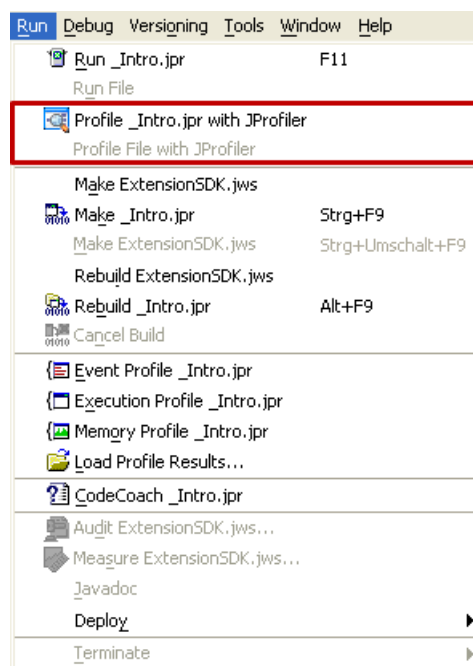 Run Debug Versioning Tools Window Help
Run _Intro.jpr F11
Run File
Profile _Intro.jpr with JProfiler
Profile File with JProfiler
Make ExtensionSDK.jws
Make _Intro.jpr Strg+F9
Make ExtensionSDK.jws Strg+Umschalt+F9
Rebuild ExtensionSDK.jws
Rebuild _Intro.jpr Alt+F9
Cancel Build
Event Profile _Intro.jpr
Execution Profile _Intro.jpr
Memory Profile _Intro.jpr
Load Profile Results...
CodeCoach _Intro.jpr
Audit ExtensionSDK.jws...
Measure ExtensionSDK.jws...
Javadoc
Deploy
Terminate